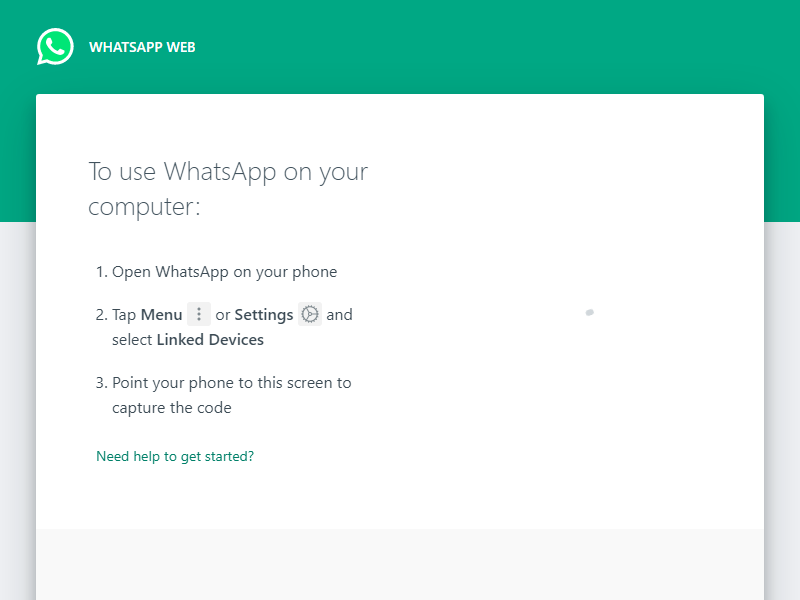 WHATSAPP WEB
To use WhatsApp on your
computer:
1. Open WhatsApp on your phone
2. Tap Menu or Settings and
select Linked Devices
3. Point your phone to this screen to
capture the code
Need help to get started?